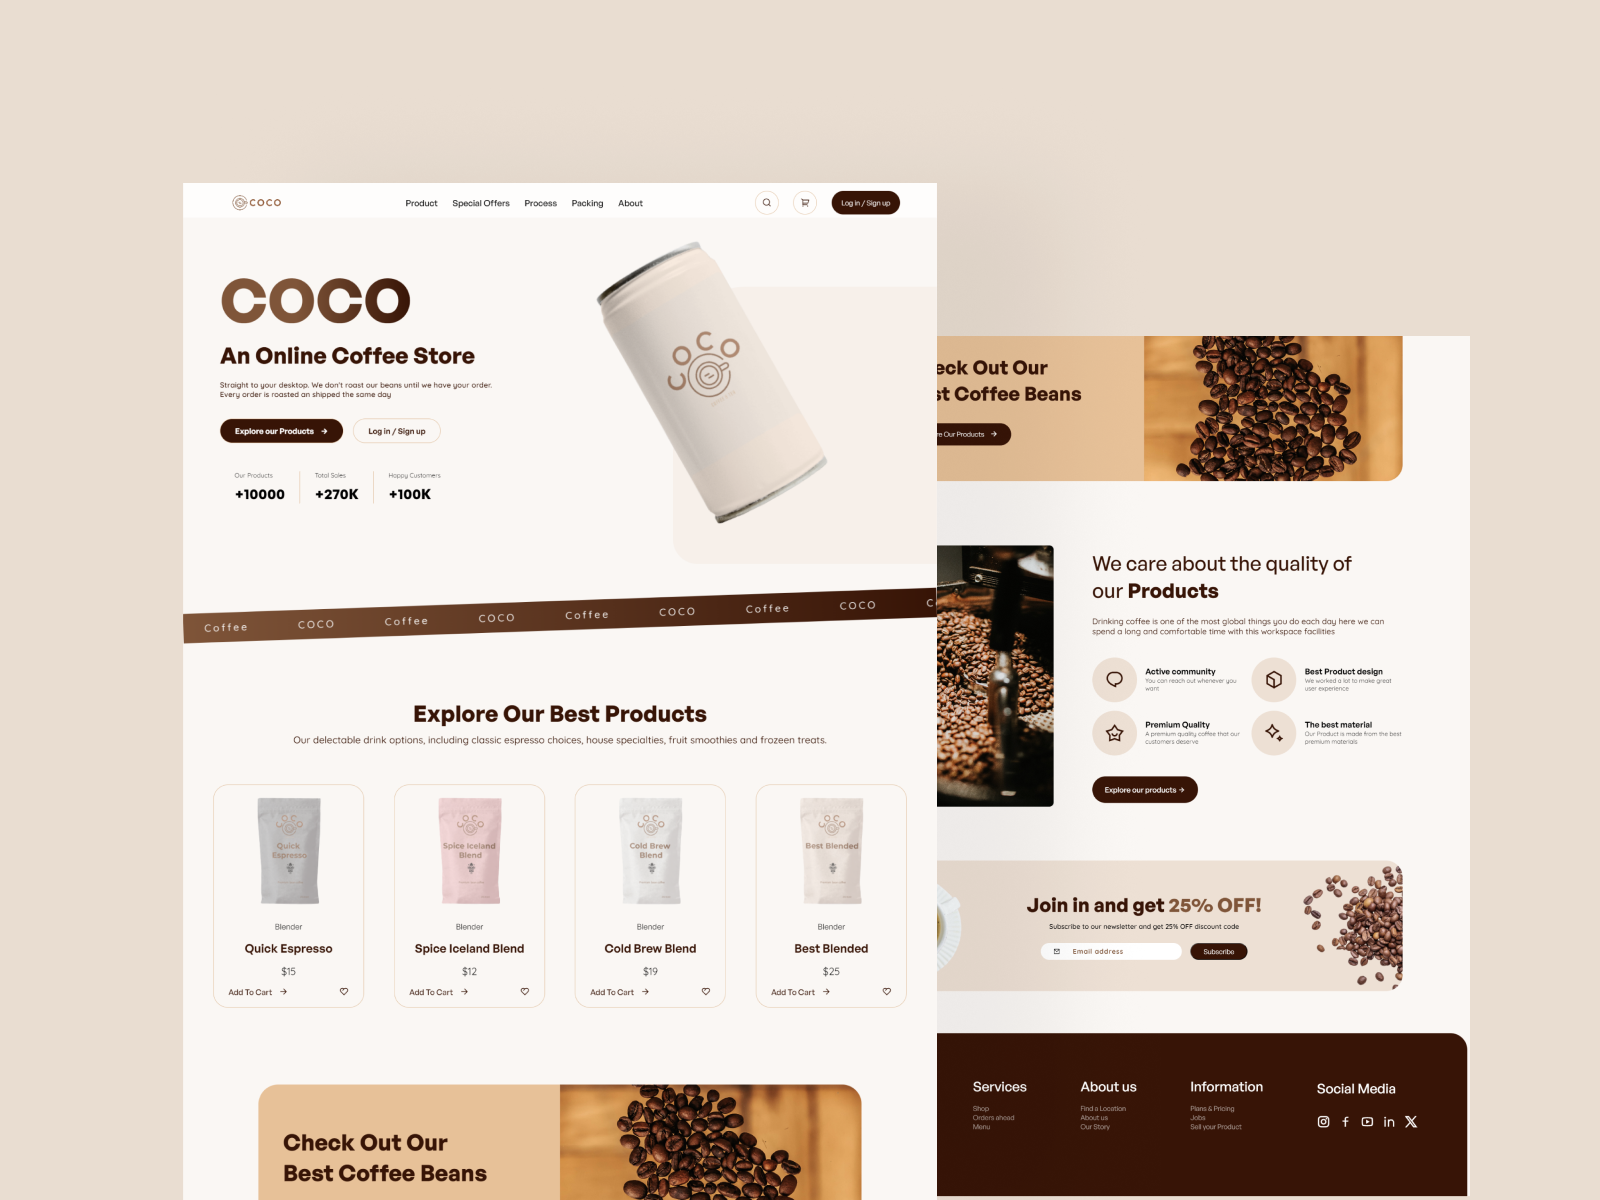 COCO
Product Special Offers Process Packing About
Log in / Sign up
COCO
An Online Coffee Store
Straight to your desktop. We don't roast our beans until we have your order.
Every order is roasted an shipped the same day
Explore our Products →
Log in / Sign up
Our Products
+10000
Total Sales
+270K
Happy Customers
+100K
COCO
Coffee COCO Coffee COCO Coffee COCO Coffee COCO C
Explore Our Best Products
Our delectable drink options, including classic espresso choices, house specialties, fruit smoothies and frozen treats.
COCO
Quick
Espresso
Blender
Quick Espresso
$15
Add To Cart →
COCO
Spice Iceland
Blend
Blender
Spice Iceland Blend
$12
Add To Cart →
COCO
Cold Brew
Blend
Blender
Cold Brew Blend
$19
Add To Cart →
COCO
Best Blended
Blender
Best Blended
$25
Add To Cart →
Check Out Our
Best Coffee Beans
eck Out Our
st Coffee Beans
re Our Products →
We care about the quality of
our Products
Drinking coffee is one of the most global things you do each day here we can
spend a long and comfortable time with this workspace facilities
Active community
You can reach out whenever you
want
Best Product design
We worked a lot to make great
user experience
Premium Quality
A premium quality coffee that our
customers deserve
The best material
Our Product is made from the best
premium materials
Explore our products →
Join in and get 25% OFF!
Subscribe to our newsletter and get 25% OFF discount code
Email address
Subscribe
Services
Shop
Orders ahead
Menu
About us
Find a Location
About us
Our Story
Information
Plans & Pricing
Jobs
Sell your Product
Social Media